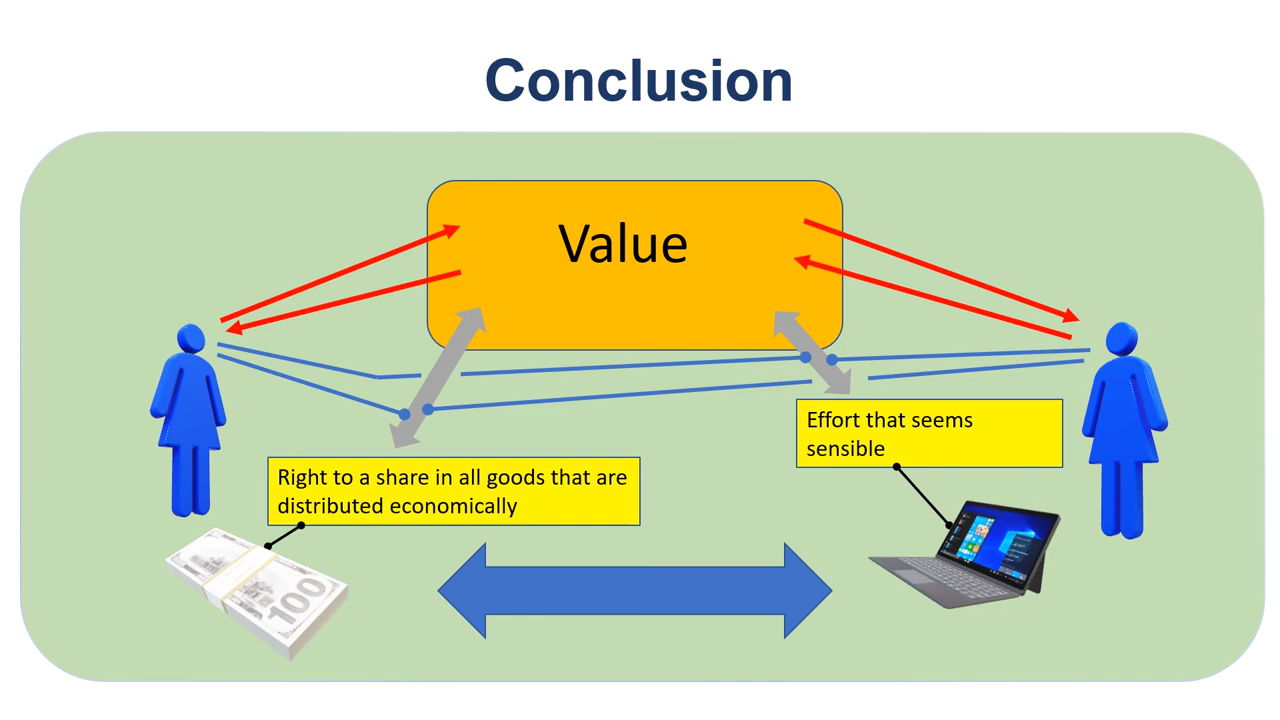 Conclusion
Value
Effort that seems
sensible
Right to a share in all goods that are
distributed economically
100